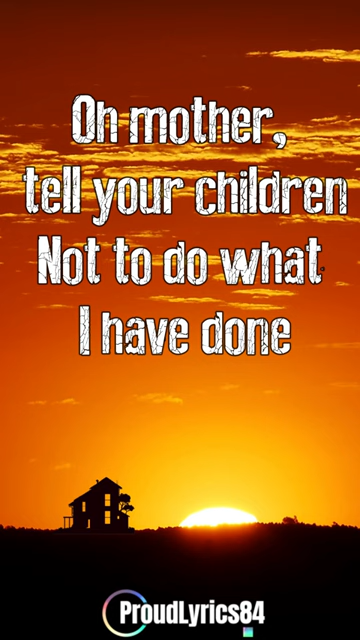 Oh mother,
tell your children
Not to do what
I have done
ProudLyrics84